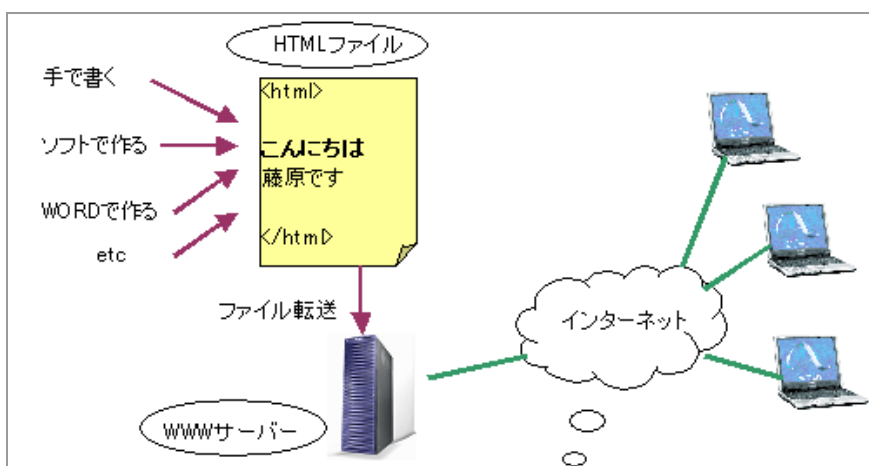 HTMLファイル
手で書く
ソフトで作る
WORDで作る
etc
<html>
こんにちは
藤原です
</html>
ファイル転送
WWWサーバー
インターネット